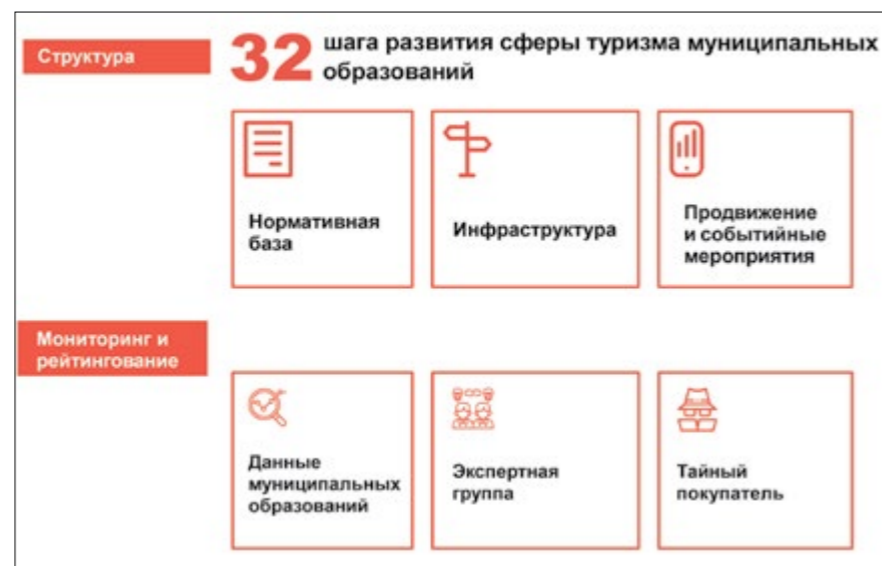 Структура
32 шага развития сферы туризма муниципальных
образований
Нормативная
база
Инфраструктура
Продвижение
и событийные
мероприятия
Мониторинг и
рейтингование
Данные
муниципальных
образований
Экспертная
группа
Тайный
покупатель